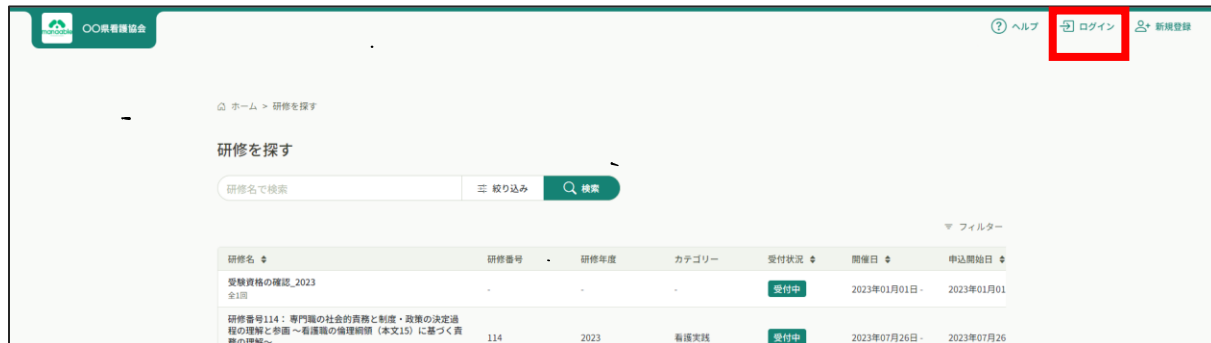 manaable
〇〇県看護協会
ヘルプ
ログイン
新規登録
ホーム > 研修を探す
研修を探す
研修名で検索
絞り込み
検索
フィルター
研修名 研修番号 研修年度 カテゴリー 受付状況 開催日 申込開始日
受験資格の確認_2023
全1回
- - - 受付中 2023年01月01日 - 2023年01月01
研修番号114: 専門職の社会的責務と制度・政策の決定過
程の理解と参画 ～看護職の倫理綱領（本文15）に基づく責
務の理解～
114 2023 看護実践 受付中 2023年07月26日 - 2023年07月26